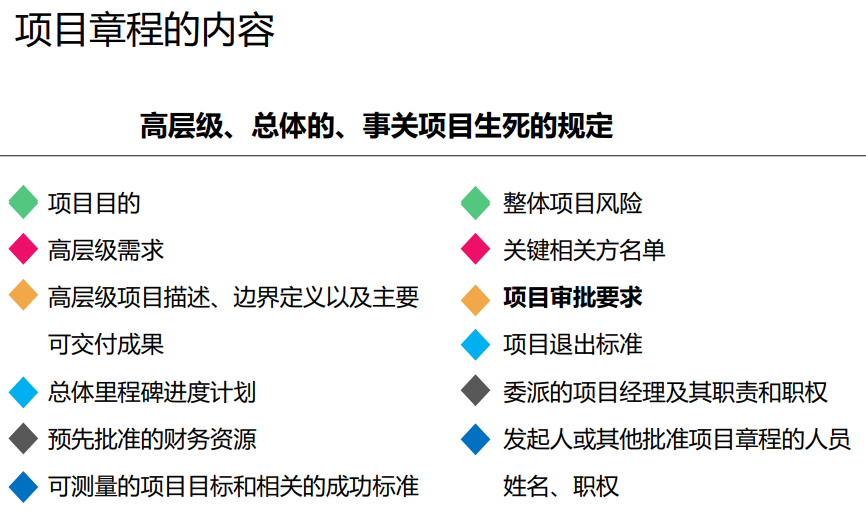 项目章程的内容
高层级、总体的、事关项目生死的规定
项目目的
高层级需求
高层级项目描述、边界定义以及主要
可交付成果
总体里程碑进度计划
预先批准的财务资源
可测量的项目目标和相关的成功标准
整体项目风险
关键相关方名单
项目审批要求
项目退出标准
委派的项目经理及其职责和职权
发起人或其他批准项目章程的人员
姓名、职权